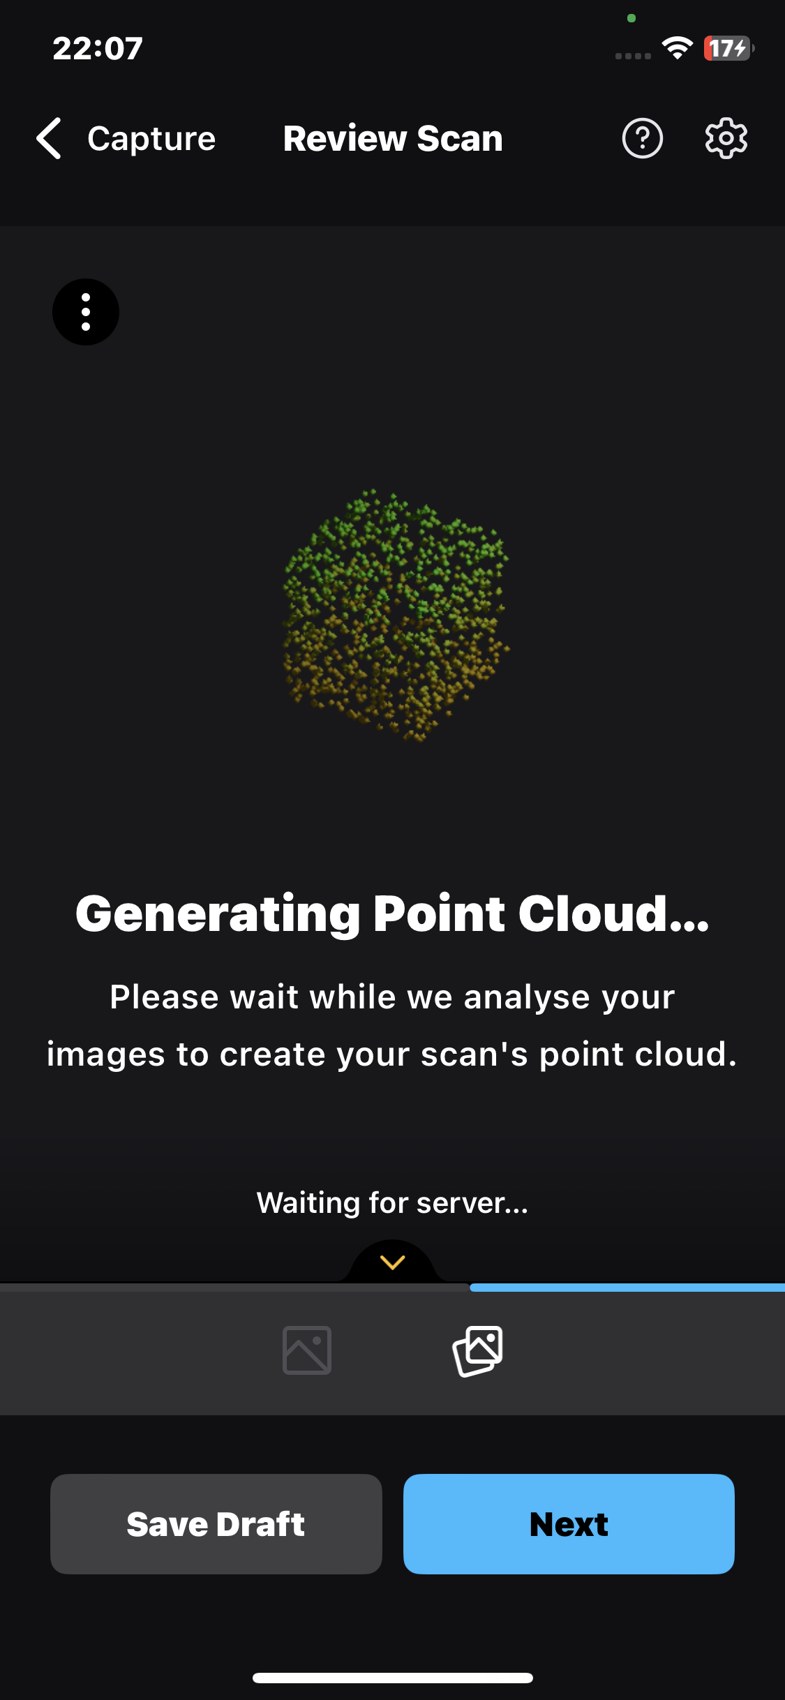 22:07
17
Capture
Review Scan
Generating Point Cloud...
Please wait while we analyse your
images to create your scan's point cloud.
Waiting for server...
Save Draft
Next